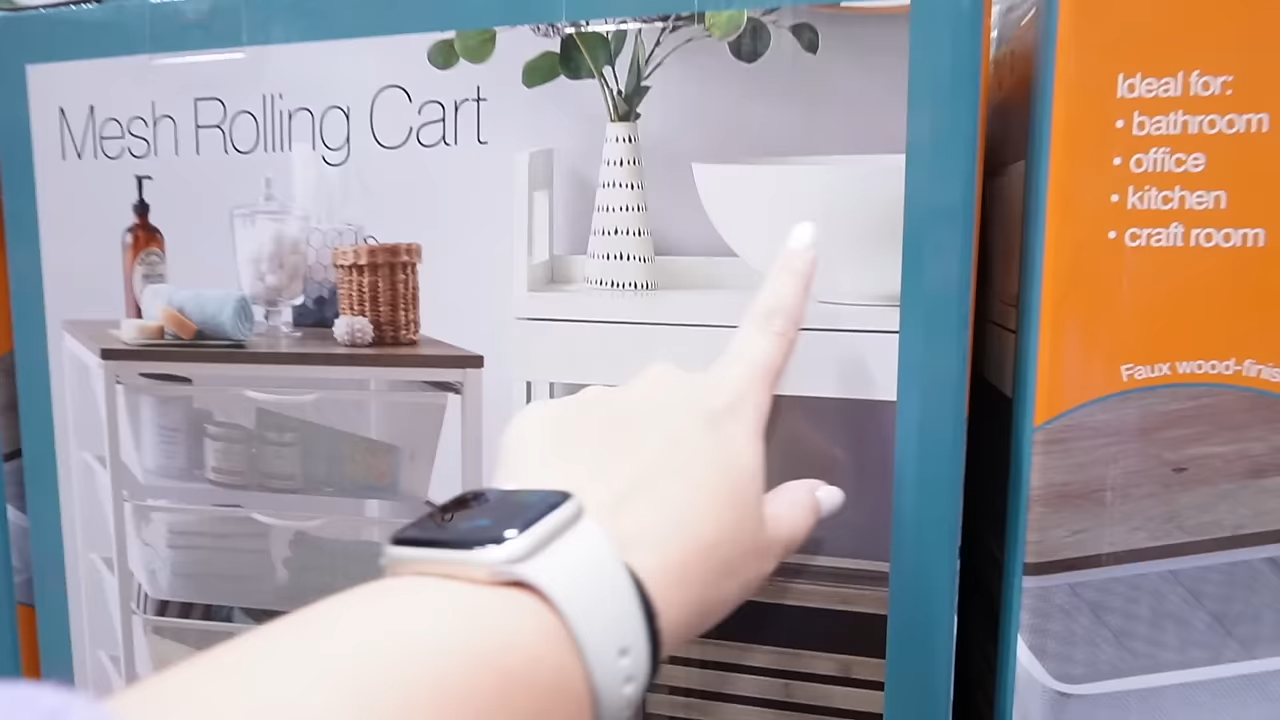 Mesh Rolling Cart
Ideal for:
• bathroom
• office
• kitchen
• craft room
Faux wood-finis